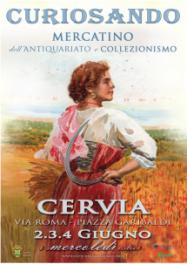 CURIOSANDO
MERCATINO
dell'ANTIQUARIATO e COLLEZIONISMO
CERVIA
VIA ROMA - PIAZZA GARIBALDI
2.3.4 GIUGNO
mercoledì